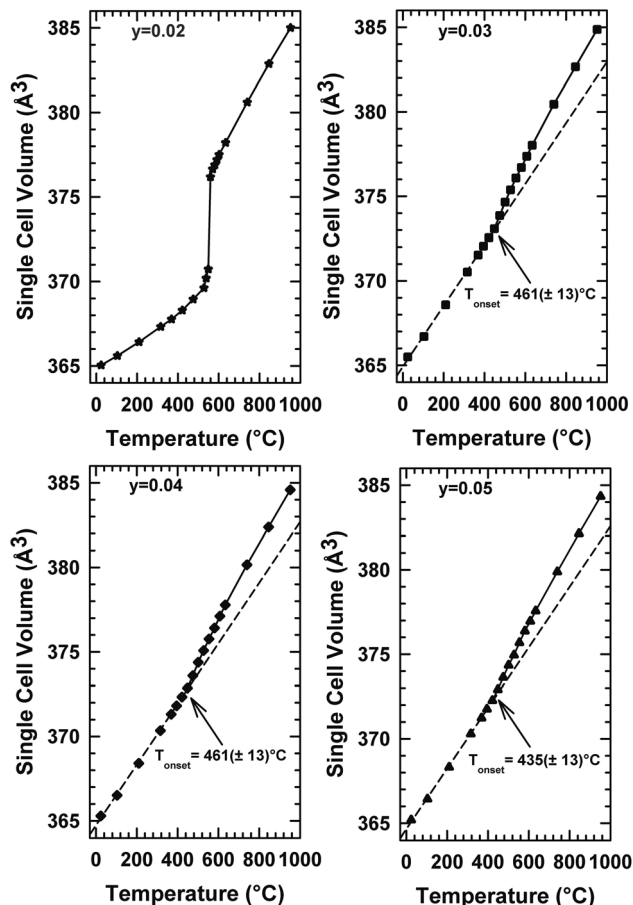 y=0.02
Single Cell Volume (Å³)
385
380
375
370
365
0 200 400 600 800 1000
Temperature (°C)
y=0.03
Single Cell Volume (Å³)
385
380
375
370
365
T onset = 461(± 13)°C
0 200 400 600 800 1000
Temperature (°C)
y=0.04
Single Cell Volume (Å³)
385
380
375
370
365
T onset = 461(± 13)°C
0 200 400 600 800 1000
Temperature (°C)
y=0.05
Single Cell Volume (Å³)
385
380
375
370
365
T onset = 435(± 13)°C
0 200 400 600 800 1000
Temperature (°C)